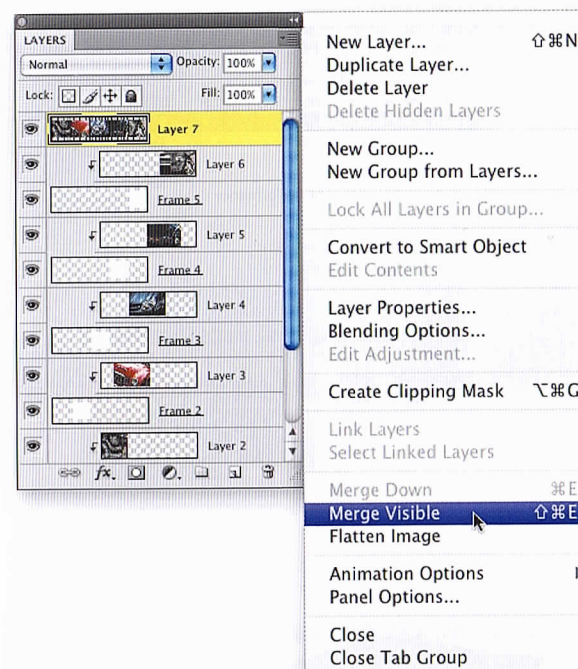 LAYERS
Normal
Opacity: 100%
Lock:
Fill: 100%
Layer 7
Layer 6
Frame 5
Layer 5
Frame 4
Layer 4
Frame 3
Layer 3
Frame 2
Layer 2
fx.
New Layer... ⇧⌘N
Duplicate Layer...
Delete Layer
Delete Hidden Layers
New Group...
New Group from Layers...
Lock All Layers in Group...
Convert to Smart Object
Edit Contents
Layer Properties...
Blending Options...
Edit Adjustment...
Create Clipping Mask ⌥⌘G
Link Layers
Select Linked Layers
Merge Down ⌘E
Merge Visible ⇧⌘E
Flatten Image
Animation Options
Panel Options...
Close
Close Tab Group